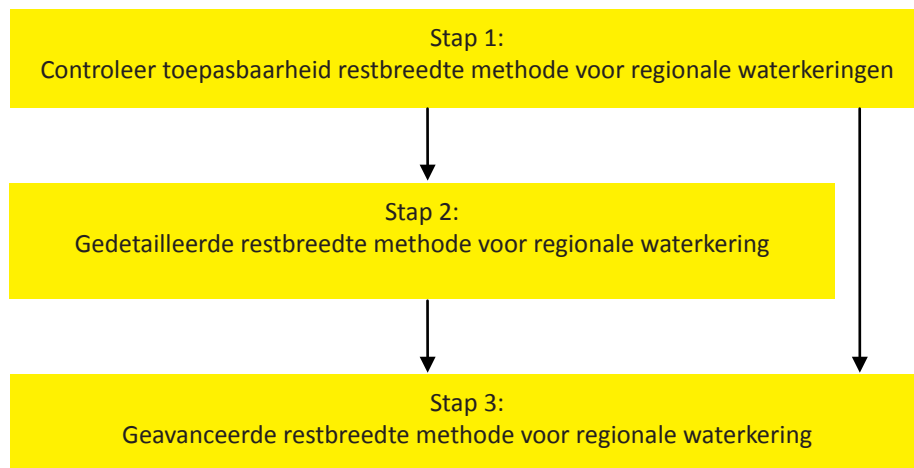 Stap 1:
Controleer toepasbaarheid restbreedte methode voor regionale waterkeringen
Stap 2:
Gedetailleerde restbreedte methode voor regionale waterkering
Stap 3:
Geavanceerde restbreedte methode voor regionale waterkering